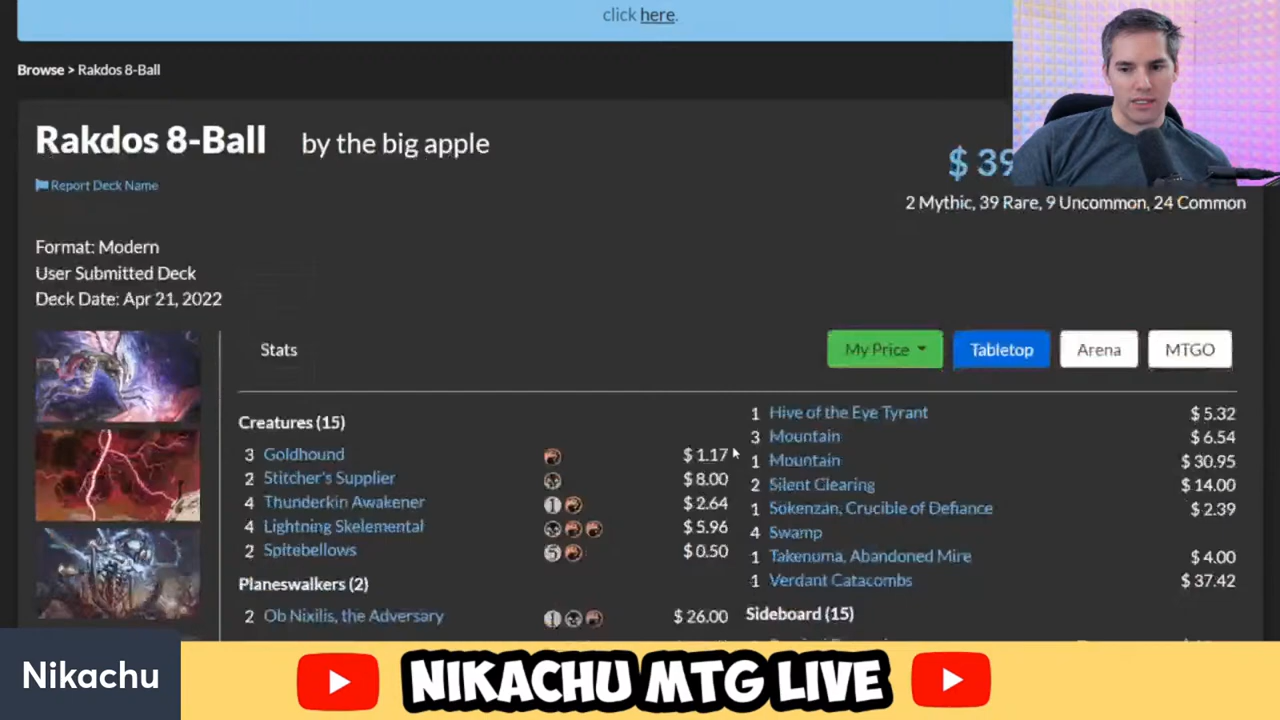 click here.
Browse > Rakdos 8-Ball
Rakdos 8-Ball by the big apple
$ 39
Report Deck Name
2 Mythic, 39 Rare, 9 Uncommon, 24 Common
Format: Modern
User Submitted Deck
Deck Date: Apr 21, 2022
Stats
My Price
Tabletop
Arena
MTGO
Creatures (15)
3 Goldhound $ 1.17
2 Stitcher's Supplier $ 8.00
4 Thunderkin Awakener 1 $ 2.64
4 Lightning Skelemental $ 5.96
2 Spitebellows 5 $ 0.50
Planeswalkers (2)
2 Ob Nixilis, the Adversary 1 $ 26.00
1 Hive of the Eye Tyrant $ 5.32
3 Mountain $ 6.54
1 Mountain $ 30.95
2 Silent Clearing $ 14.00
1 Sokenzan, Crucible of Defiance $ 2.39
4 Swamp
1 Takenuma, Abandoned Mire $ 4.00
1 Verdant Catacombs $ 37.42
Sideboard (15)
Nikachu
NIKACHU MTG LIVE